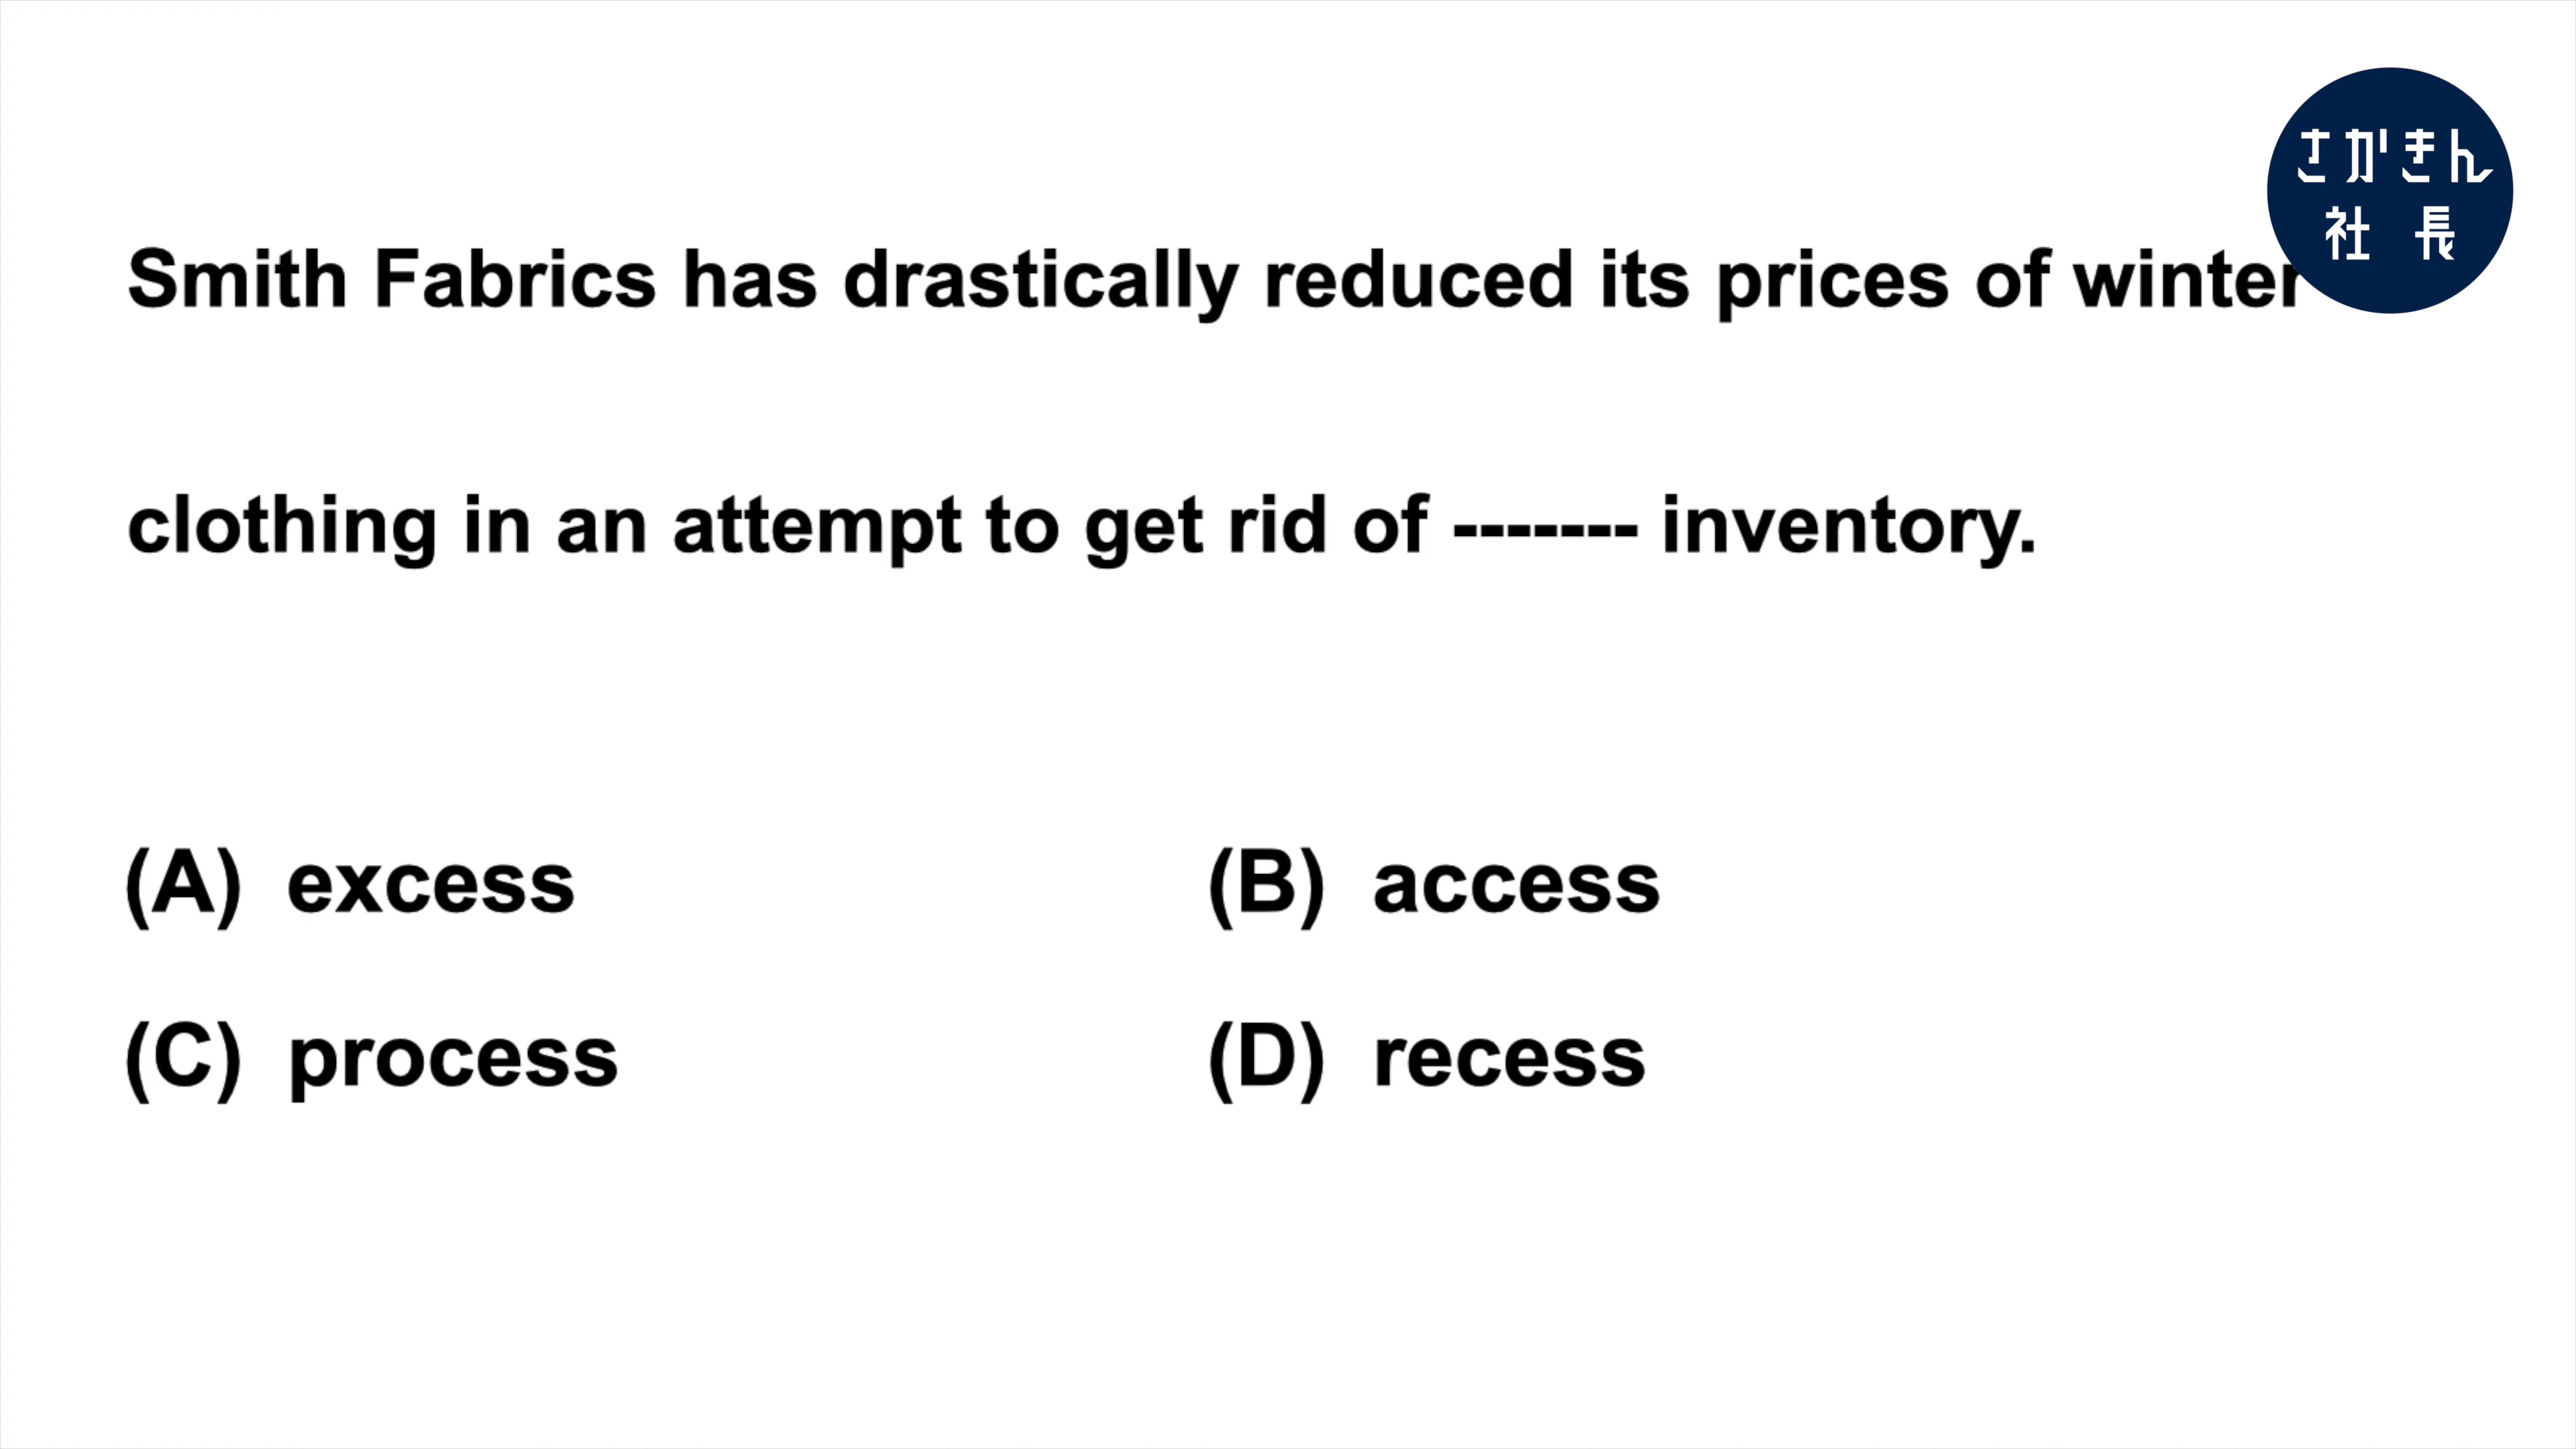 さかきん
社長
Smith Fabrics has drastically reduced its prices of winter
clothing in an attempt to get rid of ------- inventory.
(A) excess
(B) access
(C) process
(D) recess